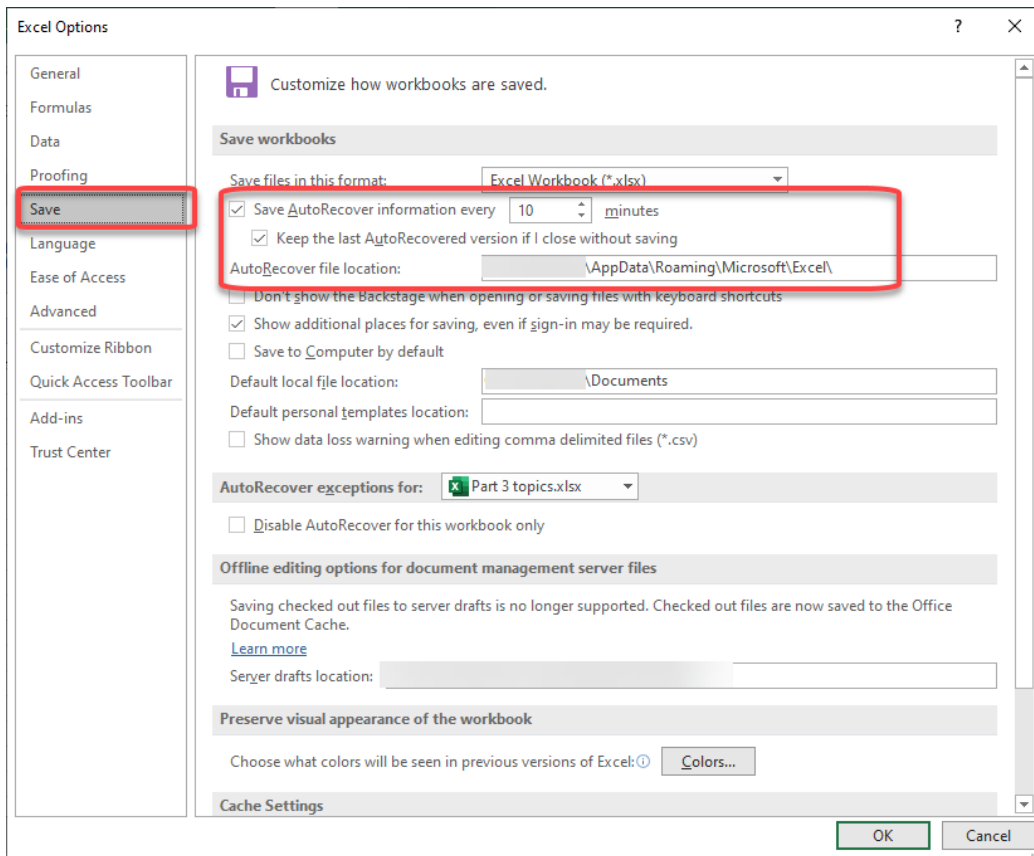 Excel Options
?
General
Formulas
Data
Proofing
Save
Language
Ease of Access
Advanced
Customize Ribbon
Quick Access Toolbar
Add-ins
Trust Center
Customize how workbooks are saved.
Save workbooks
Save files in this format: Excel Workbook (*.xlsx)
Save AutoRecover information every 10 minutes
Keep the last AutoRecovered version if I close without saving
AutoRecover file location: \AppData\Roaming\Microsoft\Excel\
Don't show the Backstage when opening or saving files with keyboard shortcuts
Show additional places for saving, even if sign-in may be required.
Save to Computer by default
Default local file location: \Documents
Default personal templates location:
Show data loss warning when editing comma delimited files (*.csv)
AutoRecover exceptions for: Part 3 topics.xlsx
Disable AutoRecover for this workbook only
Offline editing options for document management server files
Saving checked out files to server drafts is no longer supported. Checked out files are now saved to the Office
Document Cache.
Learn more
Server drafts location:
Preserve visual appearance of the workbook
Choose what colors will be seen in previous versions of Excel: Colors...
Cache Settings
OK Cancel